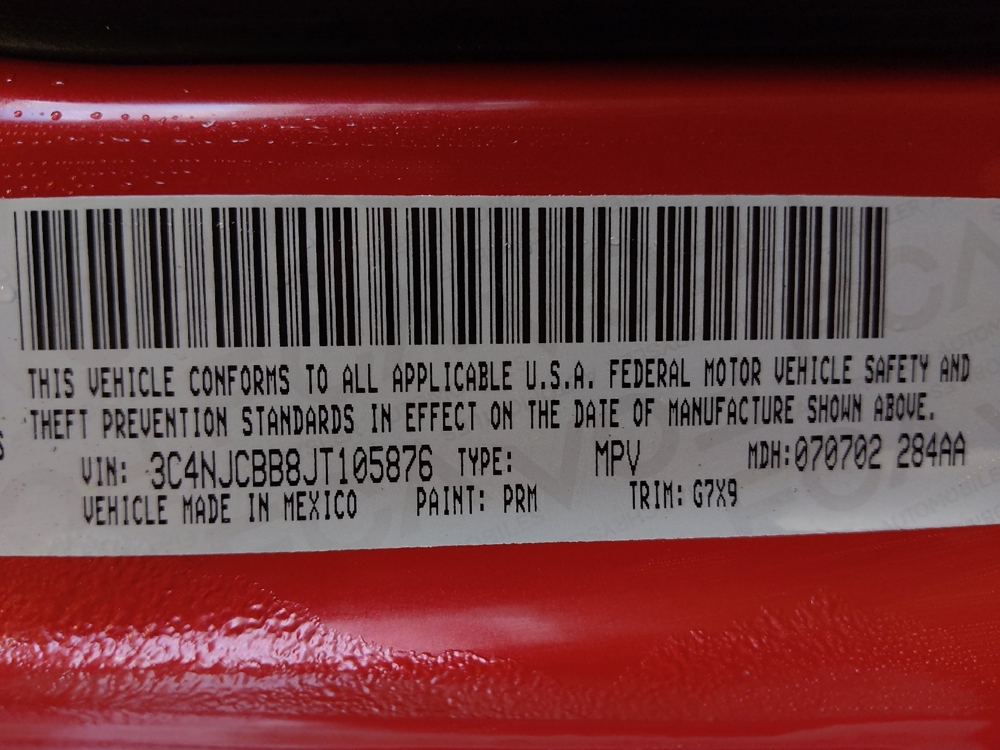 THIS VEHICLE CONFORMS TO ALL APPLICABLE U.S.A. FEDERAL MOTOR VEHICLE SAFETY AND
THEFT PREVENTION STANDARDS IN EFFECT ON THE DATE OF MANUFACTURE SHOWN ABOVE.
VIN: 3C4NJCBB8JT105876 TYPE: MPV MDH:070702 284AA
VEHICLE MADE IN MEXICO PAINT: PRM TRIM: G7X9